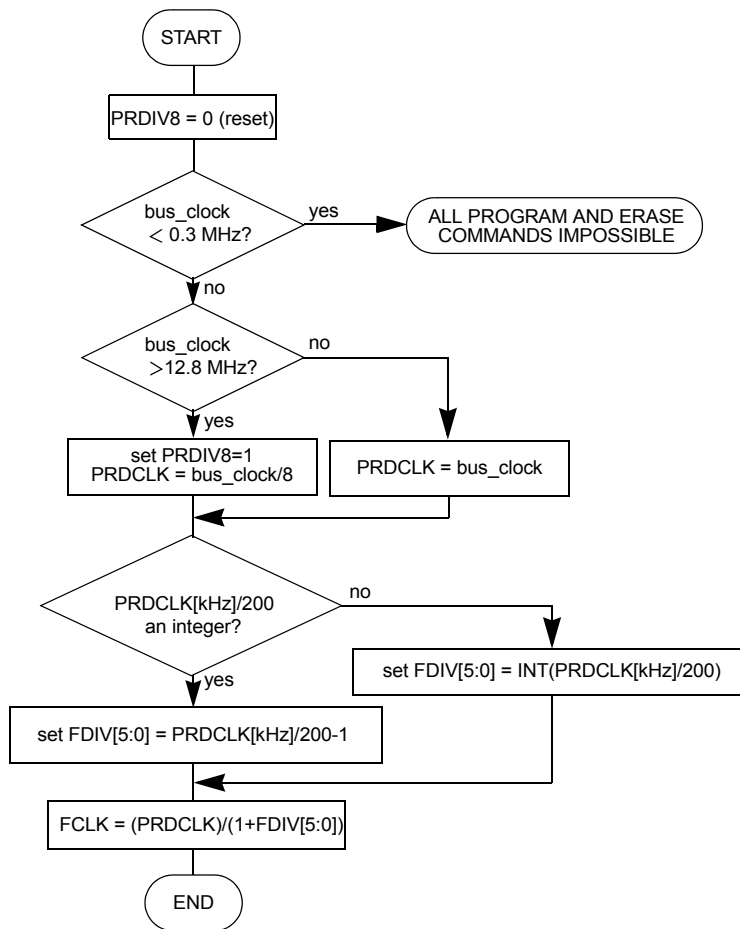 START
PRDIV8 = 0 (reset)
bus_clock
< 0.3 MHz?
yes
ALL PROGRAM AND ERASE
COMMANDS IMPOSSIBLE
no
bus_clock
>12.8 MHz?
no
yes
set PRDIV8=1
PRDCLK = bus_clock/8
PRDCLK = bus_clock
PRDCLK[kHz]/200
an integer?
no
set FDIV[5:0] = INT(PRDCLK[kHz]/200)
yes
set FDIV[5:0] = PRDCLK[kHz]/200-1
FCLK = (PRDCLK)/(1+FDIV[5:0])
END